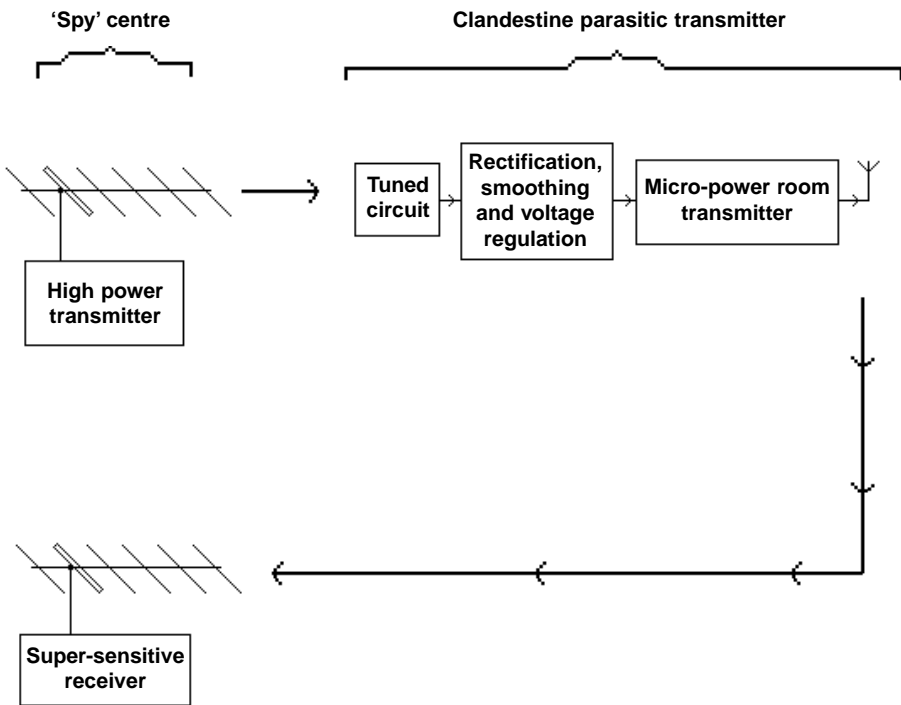 ‘Spy’ centre
Clandestine parasitic transmitter
Tuned
circuit
Rectification,
smoothing
and voltage
regulation
Micro-power room
transmitter
High power
transmitter
Super-sensitive
receiver